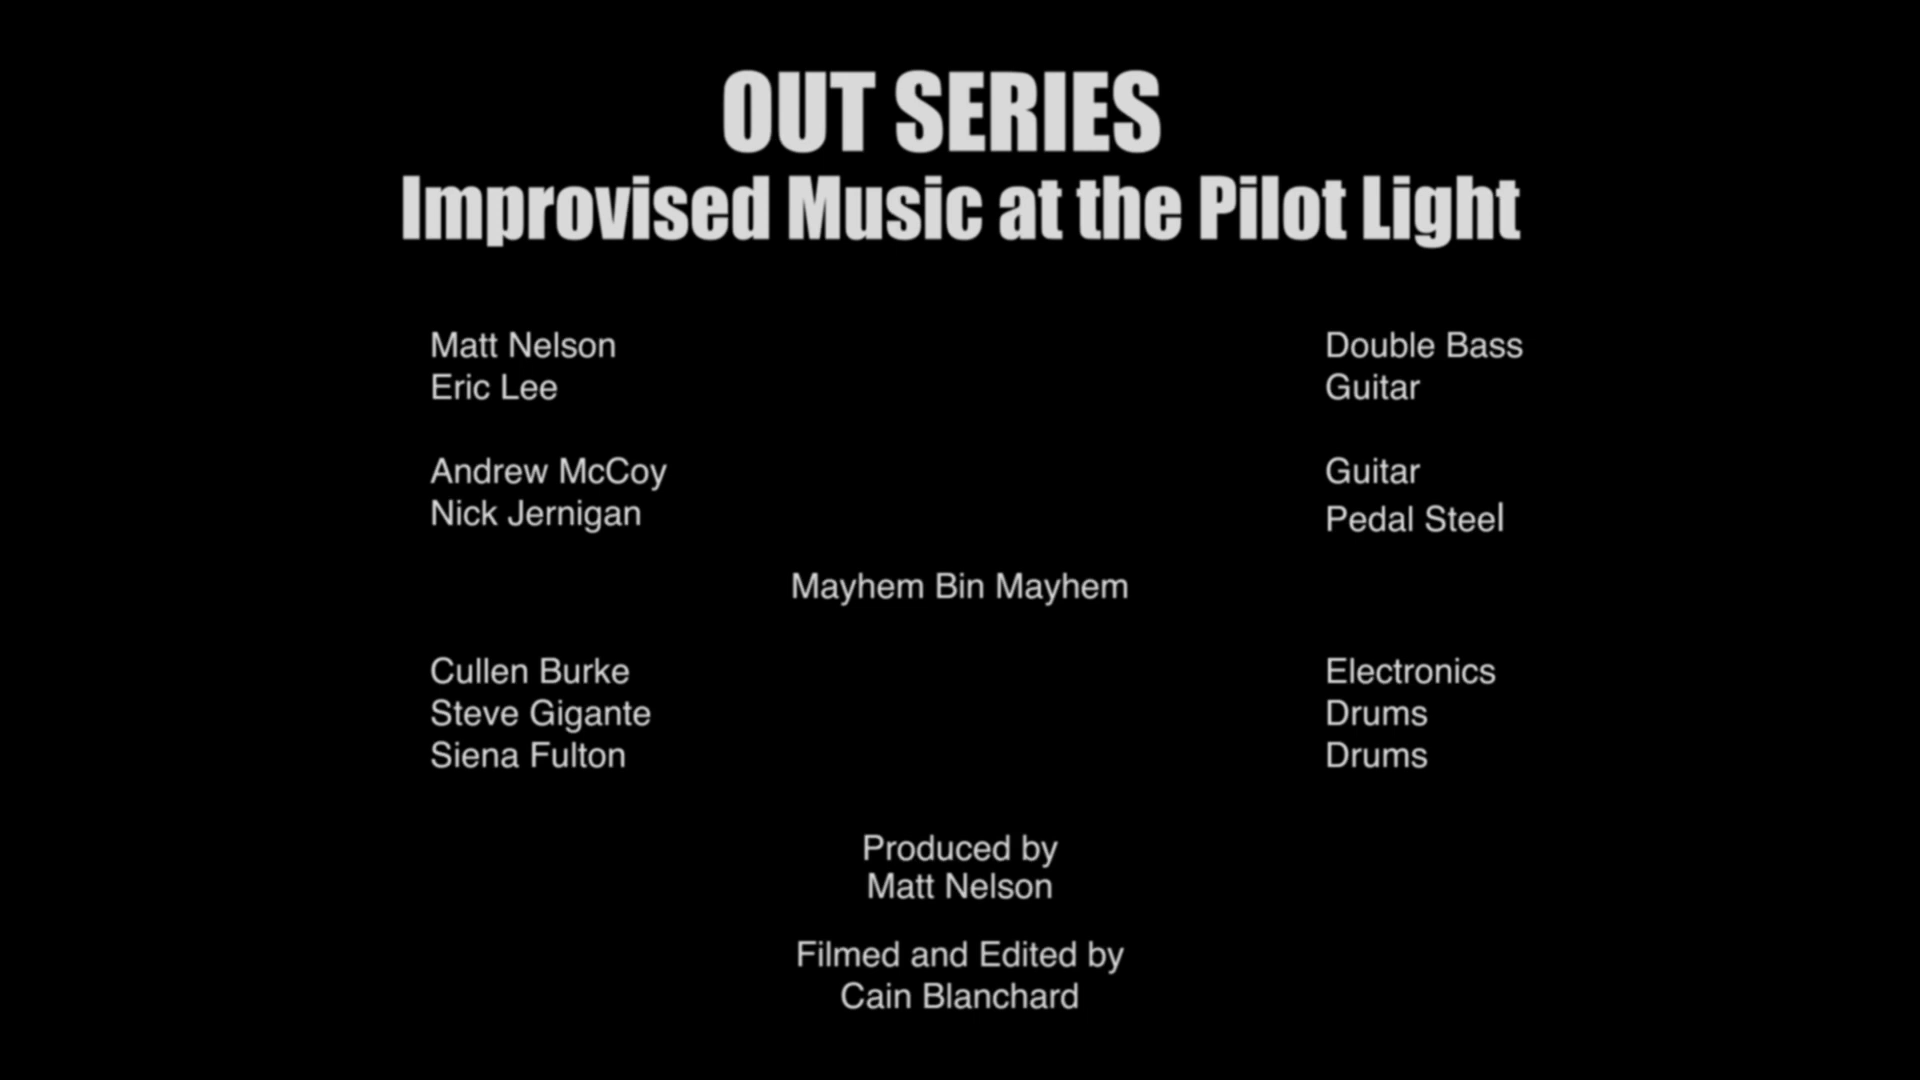 OUT SERIES
Improvised Music at the Pilot Light
Matt Nelson Double Bass
Eric Lee Guitar
Andrew McCoy Guitar
Nick Jernigan Pedal Steel
Mayhem Bin Mayhem
Cullen Burke Electronics
Steve Gigante Drums
Siena Fulton Drums
Produced by
Matt Nelson
Filmed and Edited by
Cain Blanchard